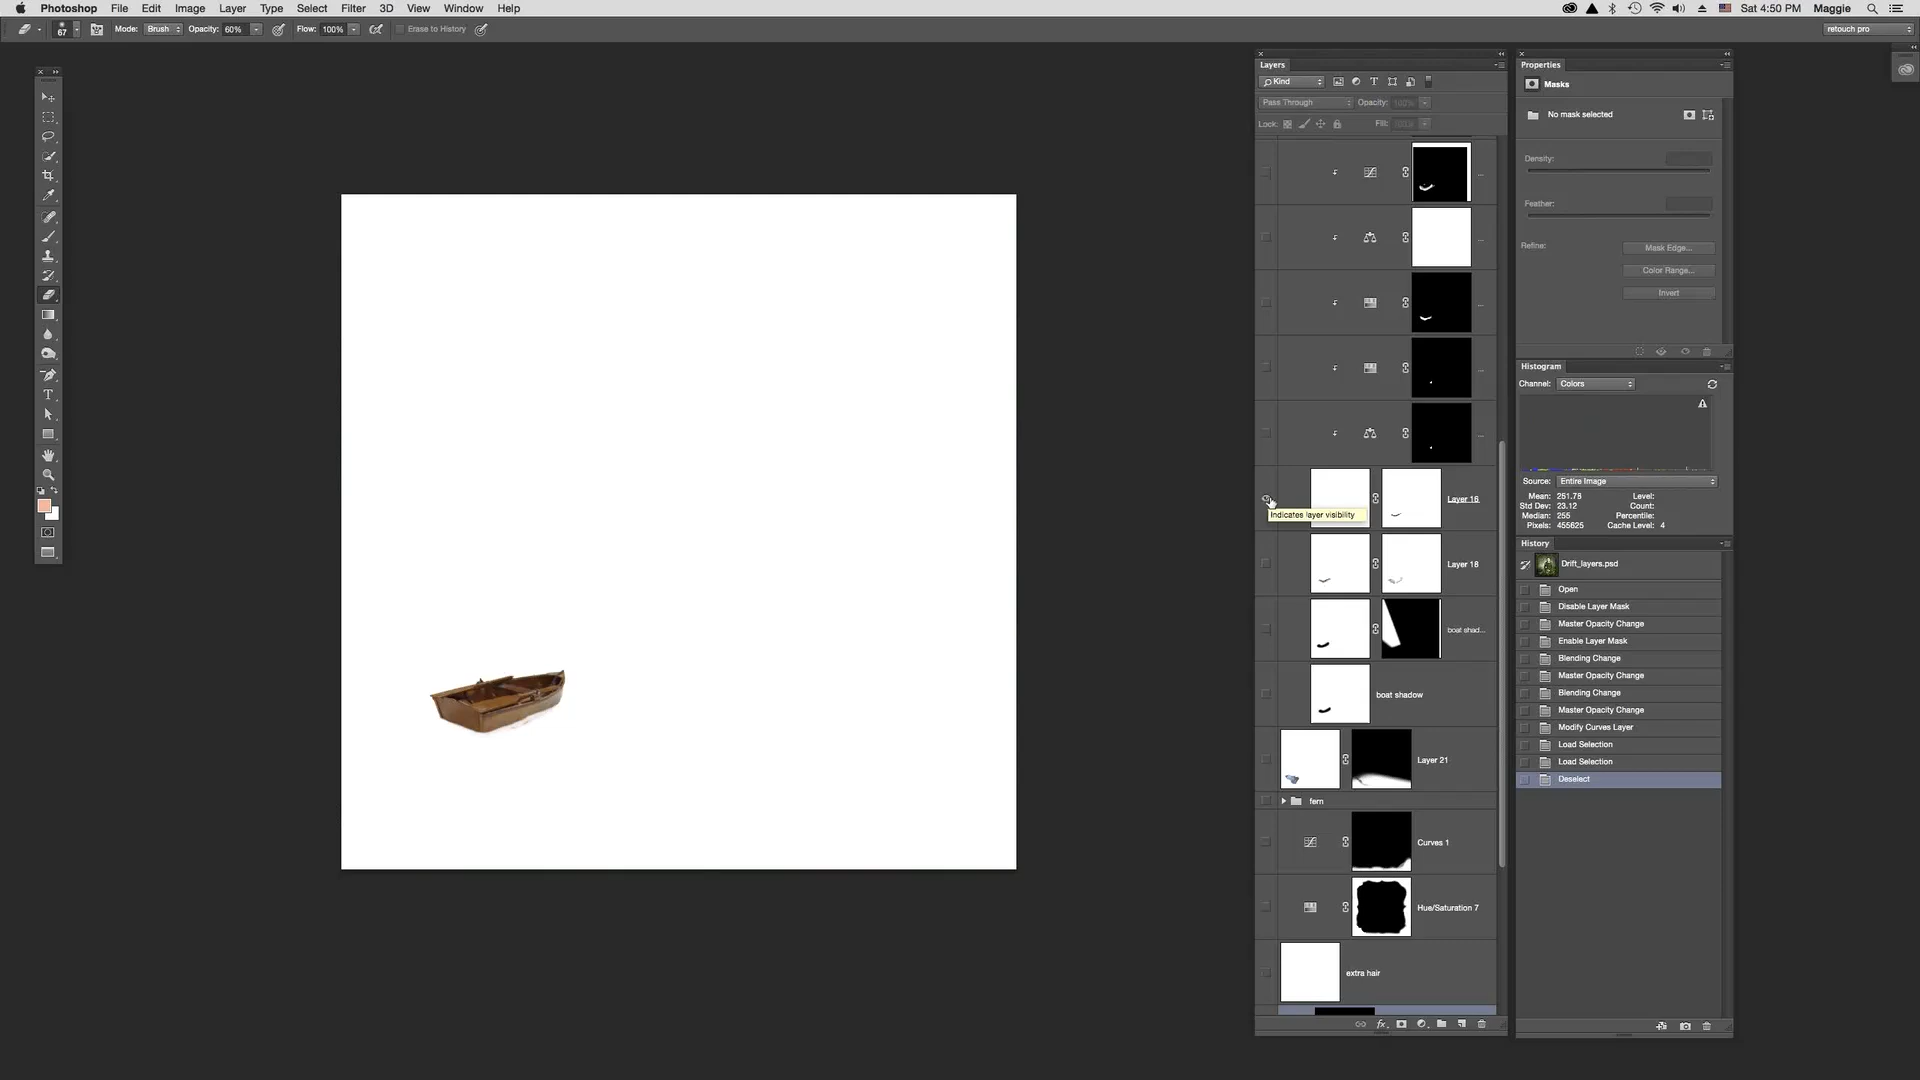 Photoshop File Edit Image Layer Type Select Filter 3D View Window Help
Sat 4:50 PM Maggie
67 Mode: Brush Opacity: 60% Flow: 100% Erase to History
retouch pro
Layers
Kind
Pass Through Opacity: 100%
Lock: Fill:
Layer 16
Indicates layer visibility
Layer 18
boat shad...
boat shadow
Layer 21
fern
Curves 1
Hue/Saturation 7
extra hair
fx
Properties
Masks
No mask selected
Density:
Feather:
Refine:
Mask Edge...
Color Range...
Invert
Histogram
Channel: Colors
Source: Entire Image
Mean: 251.78 Level:
Std Dev: 23.12 Count:
Median: 255 Percentile:
Pixels: 455625 Cache Level: 4
History
Drift_layers.psd
Open
Disable Layer Mask
Master Opacity Change
Enable Layer Mask
Blending Change
Master Opacity Change
Blending Change
Master Opacity Change
Modify Curves Layer
Load Selection
Load Selection
Deselect